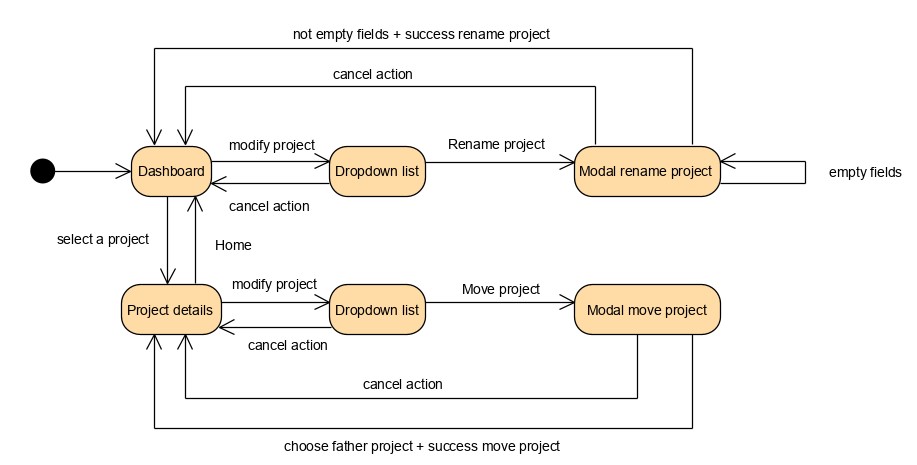 not empty fields + success rename project
cancel action
modify project
Rename project
Dashboard
Dropdown list
Modal rename project
empty fields
cancel action
select a project
Home
modify project
Move project
Project details
Dropdown list
Modal move project
cancel action
cancel action
choose father project + success move project